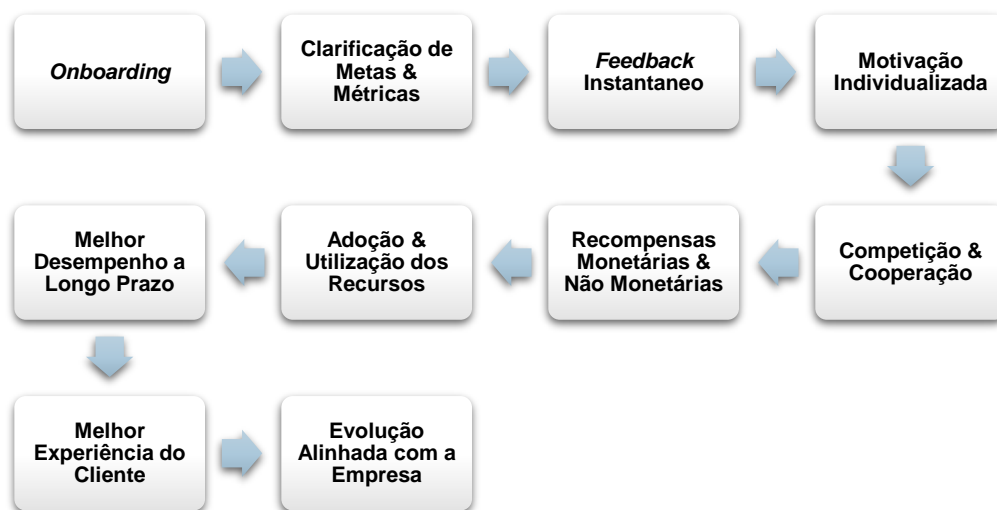 Onboarding
Clarificação de
Metas &
Métricas
Feedback
Instantaneo
Motivação
Individualizada
Competição &
Cooperação
Recompensas
Monetárias &
Não Monetárias
Adoção &
Utilização dos
Recursos
Melhor
Desempenho a
Longo Prazo
Melhor
Experiência do
Cliente
Evolução
Alinhada com a
Empresa